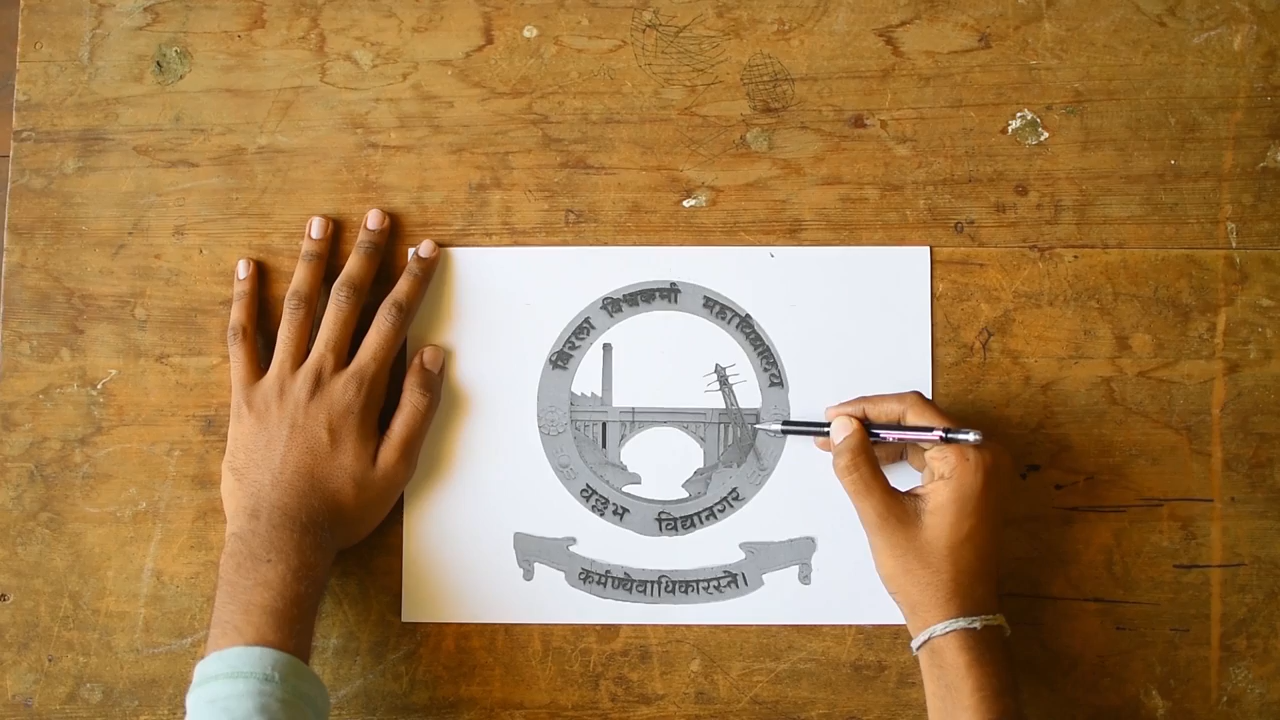 बिरला विश्वकर्मा महाविद्यालय
वल्लभ विद्यानगर
कर्मण्येवाधिकारस्ते।